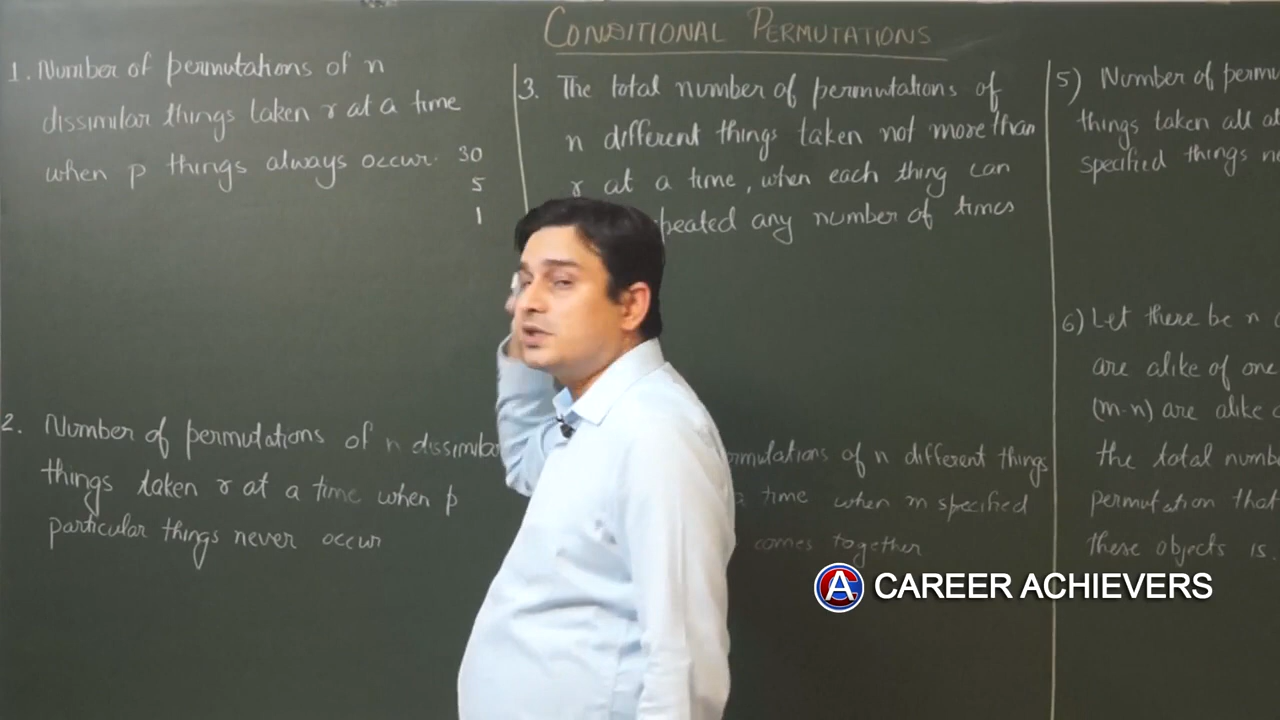 CONDITIONAL PERMUTATIONS
1. Number of permutations of n
dissimilar things taken r at a time
when p things always occur. 30
5
1
2. Number of permutations of n dissimilar
things taken r at a time when p
particular things never occur
3. The total number of permutations of
n different things taken not more than
r at a time, when each thing can
peated any number of times
rmutations of n different things
a time when m specified
comes together
5) Number of permu
things taken all at
specified things n
6) Let there be n
are alike of one
(m-n) are alike
the total numbe
permutation that
these objects is.
CA CAREER ACHIEVERS